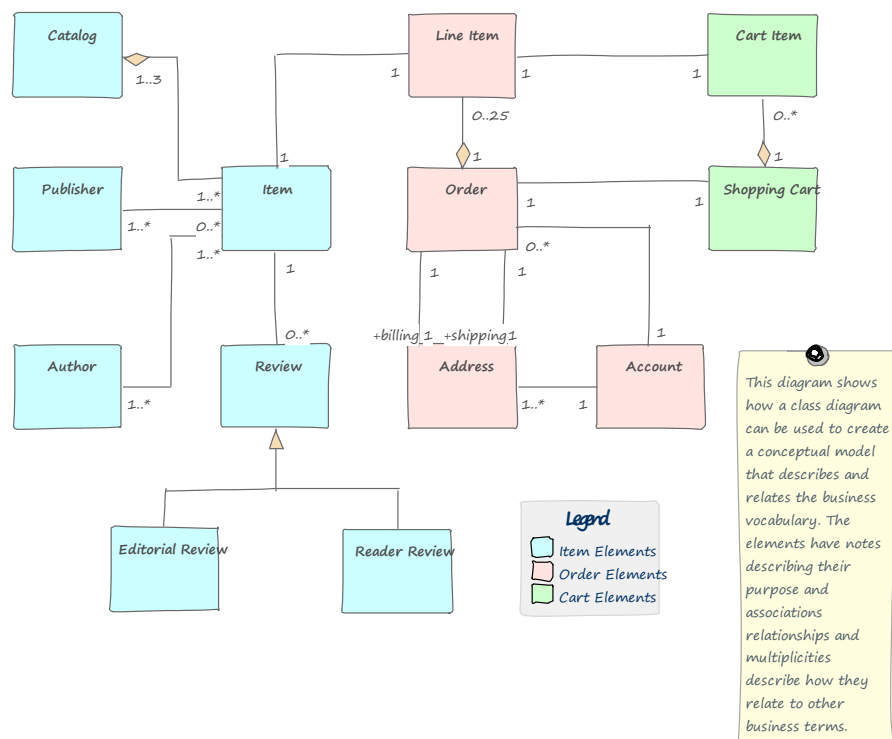 Catalog
Line Item
Cart Item
1..3
1
1
1
0..25
0..*
1
1
1
Publisher
Item
Order
Shopping Cart
1..*
1
1
1..*
0..*
0..*
1..*
1
1
1
0..*
1
+billing 1
+shipping 1
Author
Review
Address
Account
1..*
1..*
1
This diagram shows
how a class diagram
can be used to create
a conceptual model
that describes and
relates the business
vocabulary. The
elements have notes
describing their
purpose and
associations
relationships and
multiplicities
describe how they
relate to other
business terms.
Editorial Review
Reader Review
Legend
Item Elements
Order Elements
Cart Elements